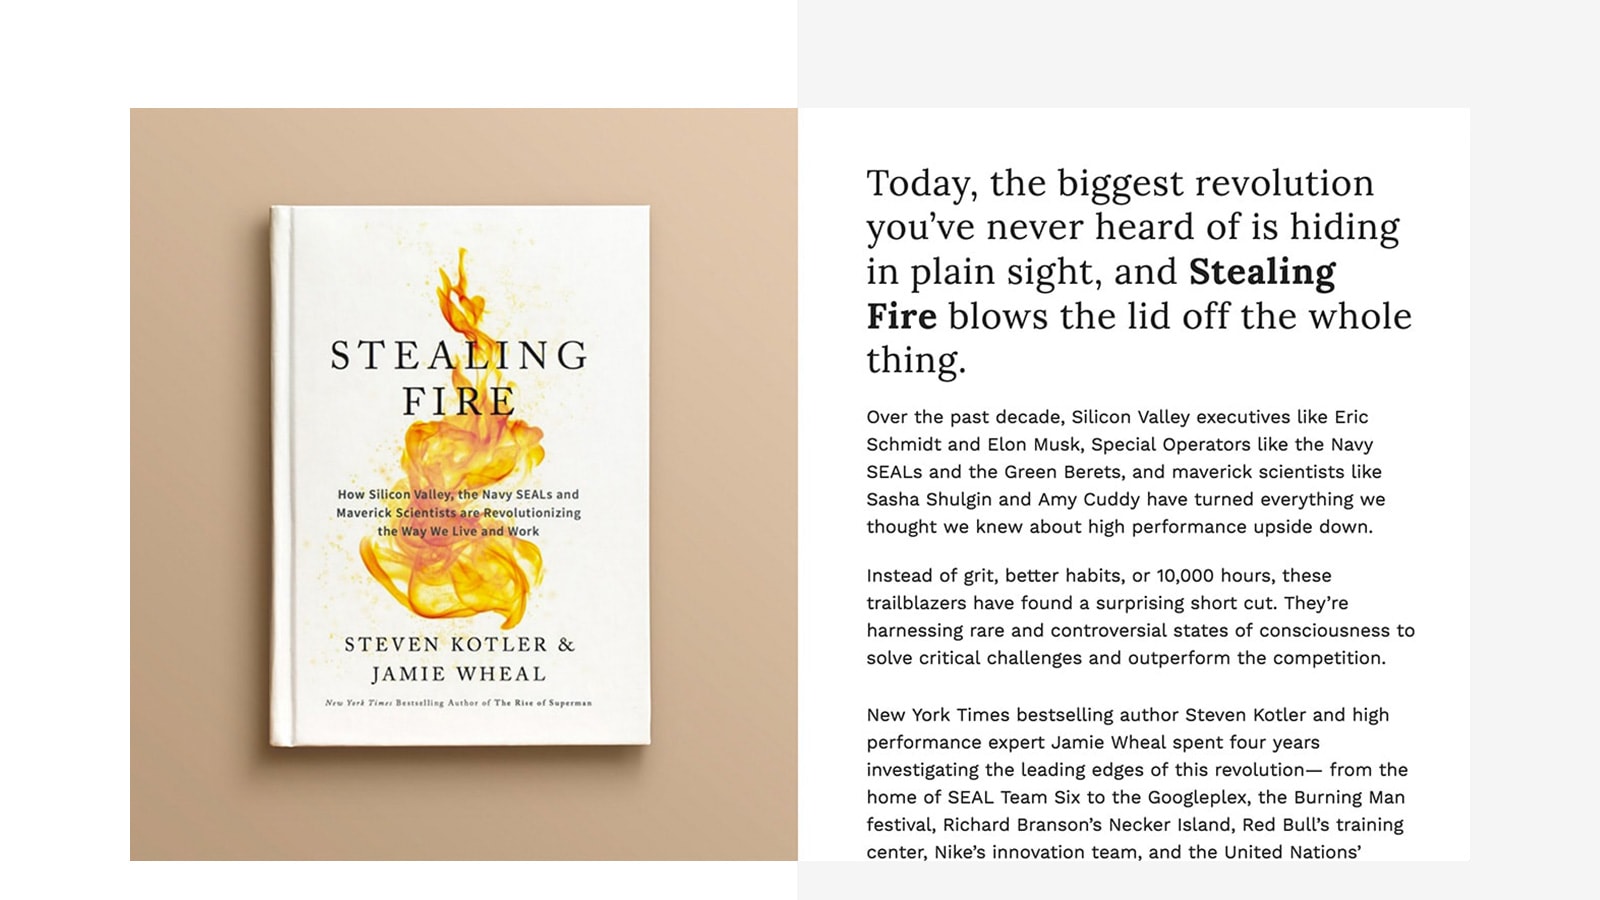 STEALING
FIRE
How Silicon Valley, the Navy SEALs and
Maverick Scientists are Revolutionizing
the Way We Live and Work
STEVEN KOTLER &
JAMIE WHEAL
New York Times Bestselling Author of The Rise of Superman
Today, the biggest revolution
you’ve never heard of is hiding
in plain sight, and Stealing
Fire blows the lid off the whole
thing.
Over the past decade, Silicon Valley executives like Eric
Schmidt and Elon Musk, Special Operators like the Navy
SEALs and the Green Berets, and maverick scientists like
Sasha Shulgin and Amy Cuddy have turned everything we
thought we knew about high performance upside down.
Instead of grit, better habits, or 10,000 hours, these
trailblazers have found a surprising short cut. They’re
harnessing rare and controversial states of consciousness to
solve critical challenges and outperform the competition.
New York Times bestselling author Steven Kotler and high
performance expert Jamie Wheal spent four years
investigating the leading edges of this revolution— from the
home of SEAL Team Six to the Googleplex, the Burning Man
festival, Richard Branson’s Necker Island, Red Bull’s training
center, Nike’s innovation team, and the United Nations’